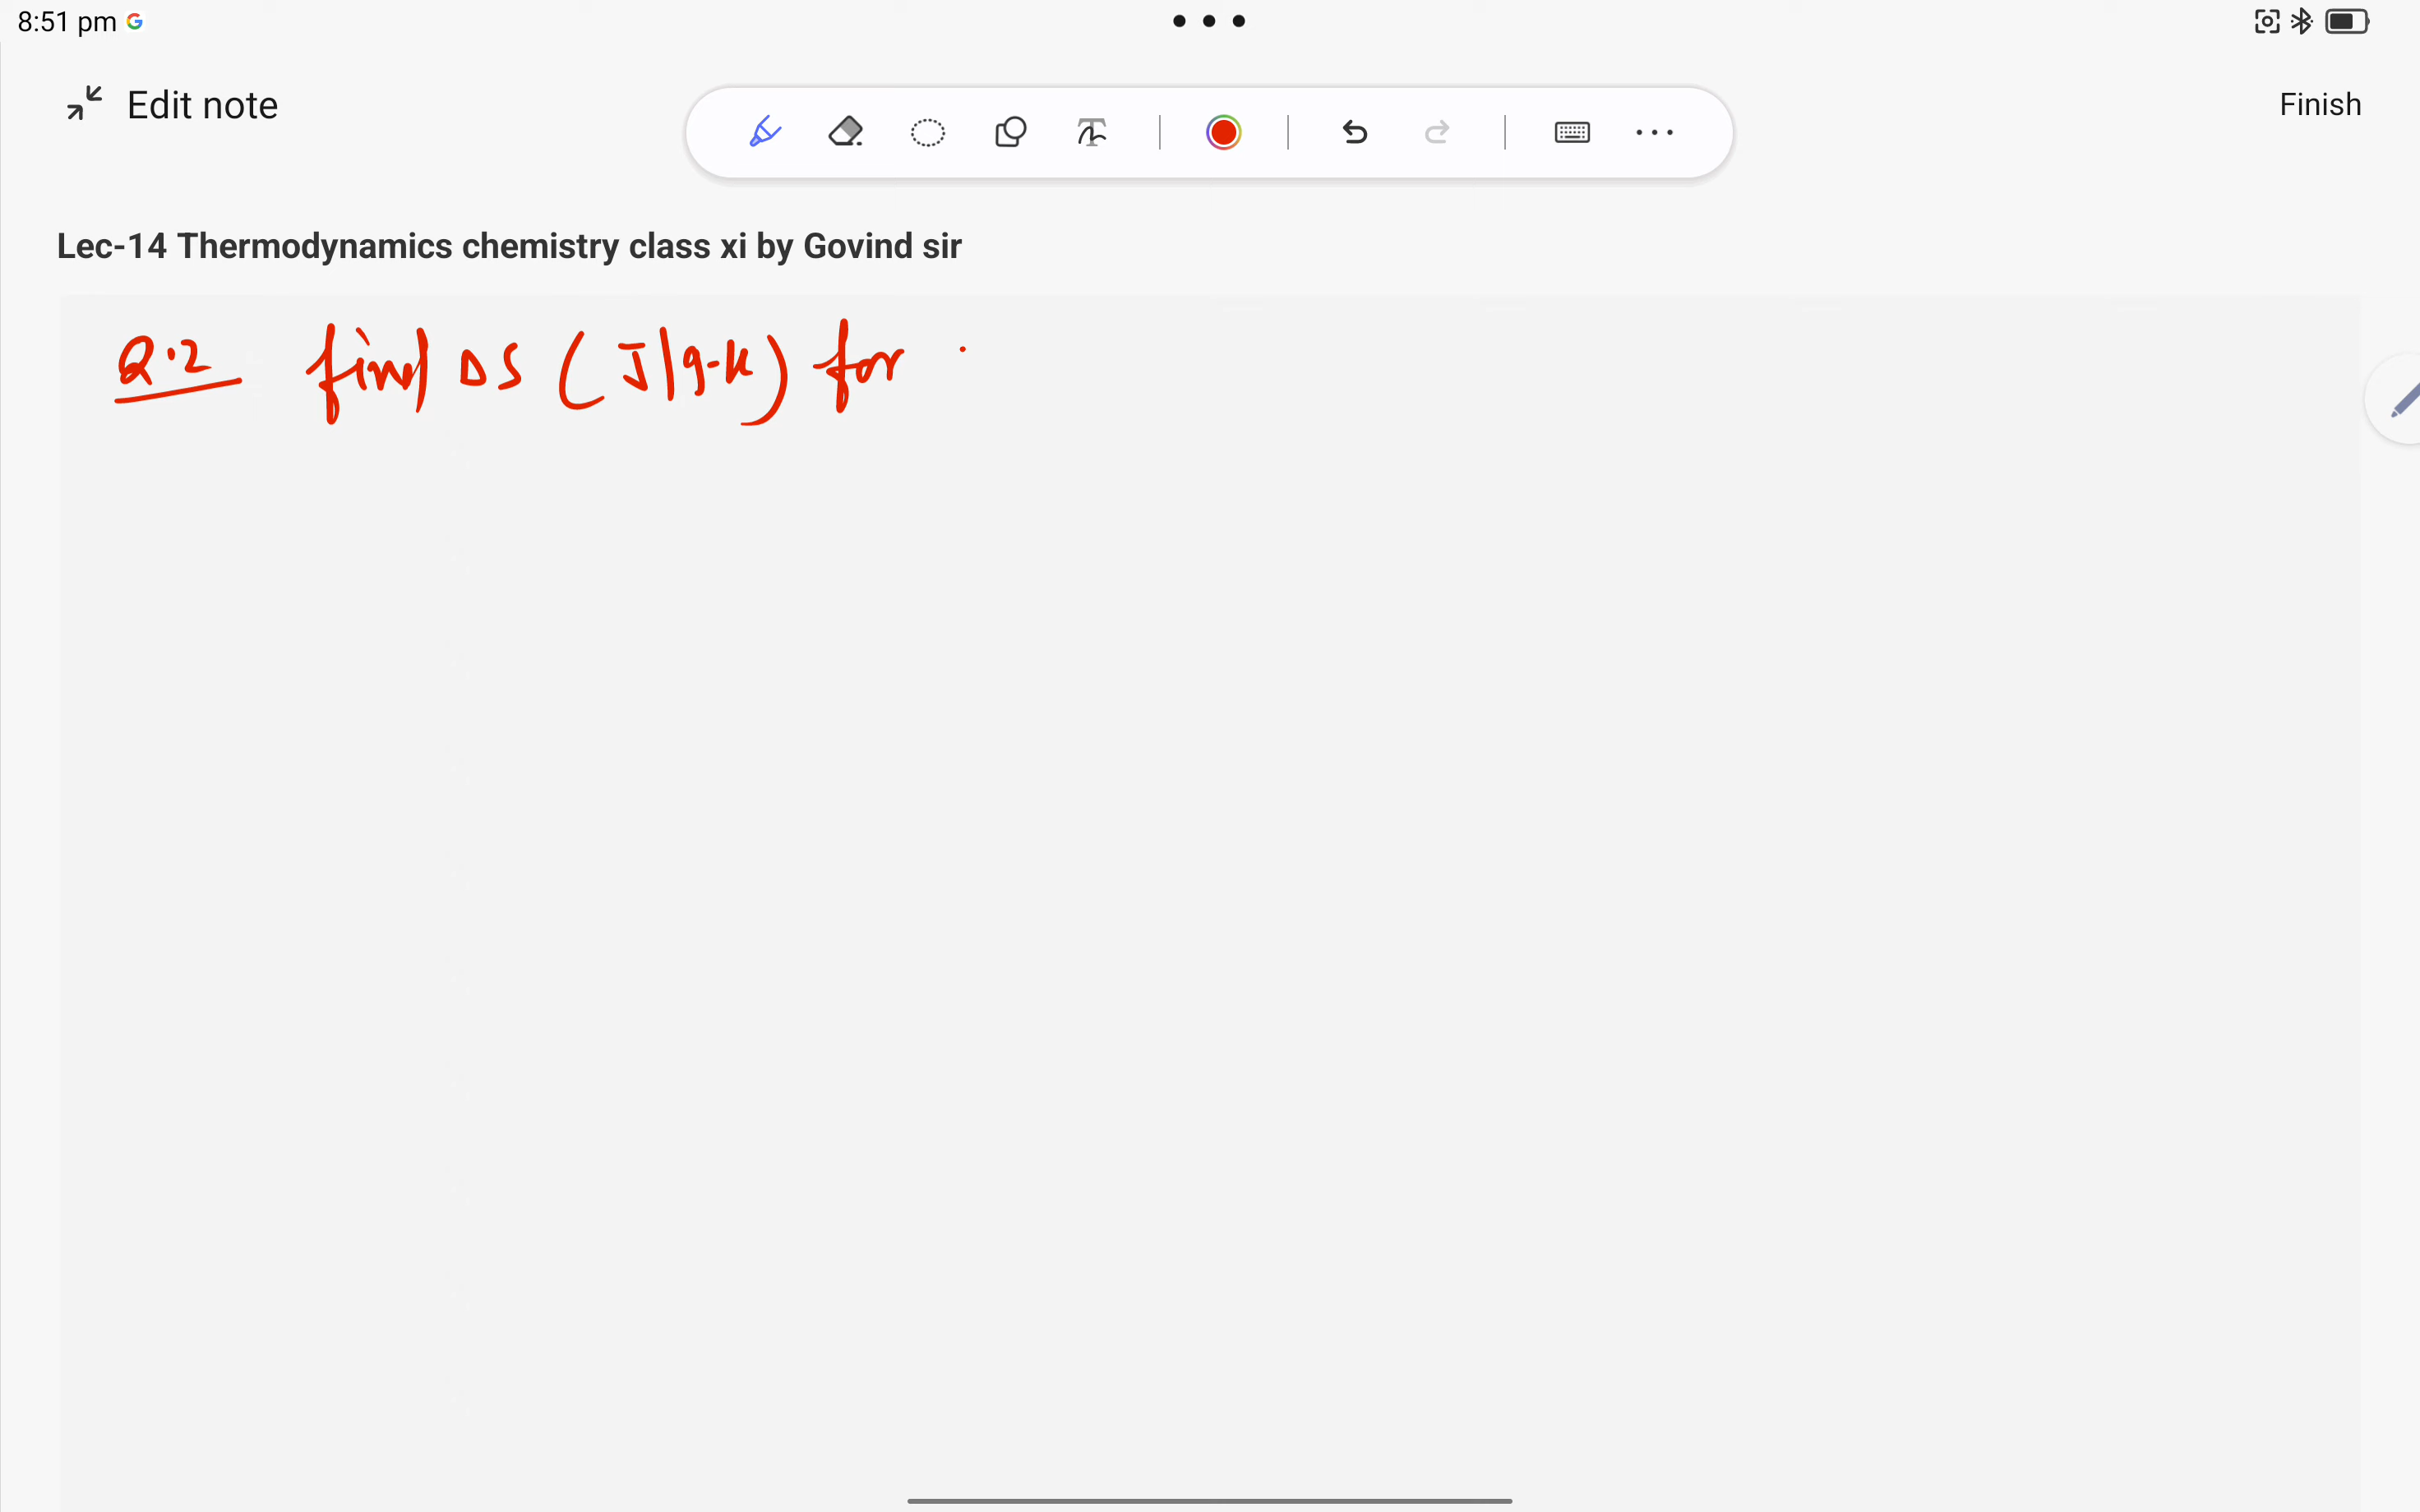 8:51 pm
Edit note
Finish
Lec-14 Thermodynamics chemistry class xi by Govind sir
Q.2 find ΔS (J/g-K) for